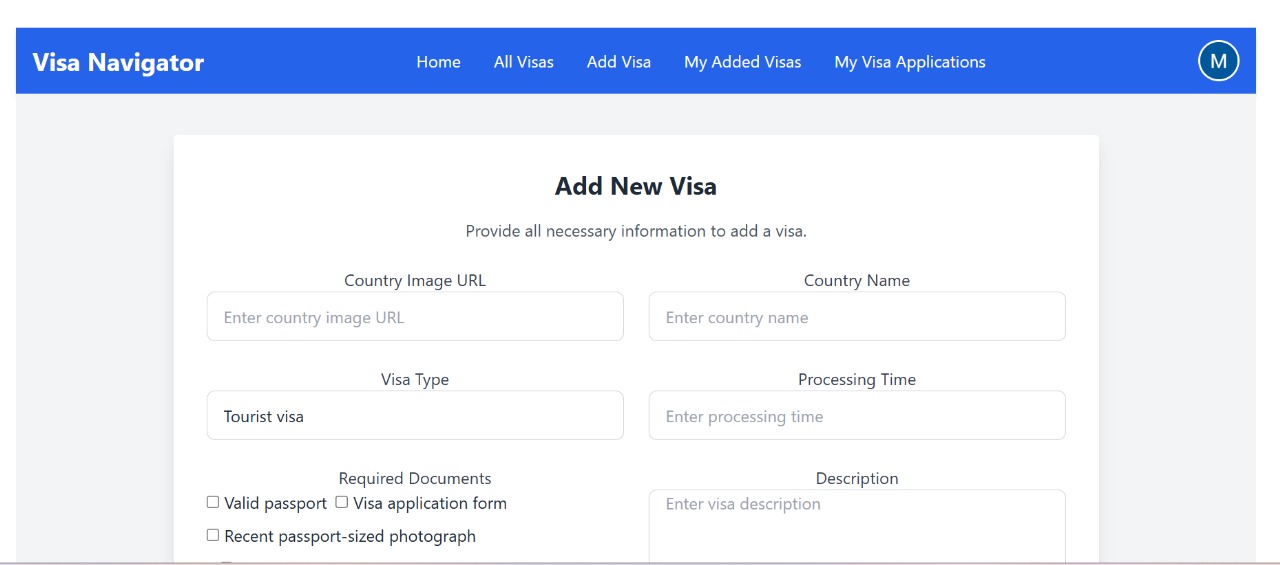 Visa Navigator Home All Visas Add Visa My Added Visas My Visa Applications M
Add New Visa
Provide all necessary information to add a visa.
Country Image URL Country Name
Enter country image URL Enter country name
Visa Type Processing Time
Tourist visa Enter processing time
Required Documents Description
Valid passport Visa application form Enter visa description
Recent passport-sized photograph